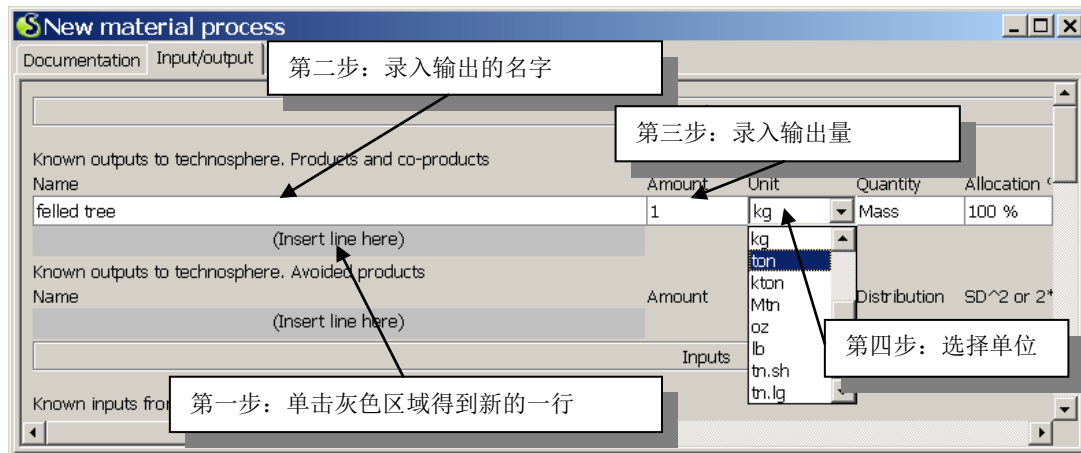 New material process
Documentation Input/output
第二步：录入输出的名字
第三步：录入输出量
Known outputs to technosphere. Products and co-products
Name Amount Unit Quantity Allocation
felled tree 1 kg Mass 100 %
(Insert line here)
kg
ton
kton
Mtn
oz
lb
tn.sh
tn.lg
Known outputs to technosphere. Avoided products
Name Amount Distribution SD^2 or 2*
(Insert line here)
第四步：选择单位
Inputs
第一步：单击灰色区域得到新的一行
Known inputs